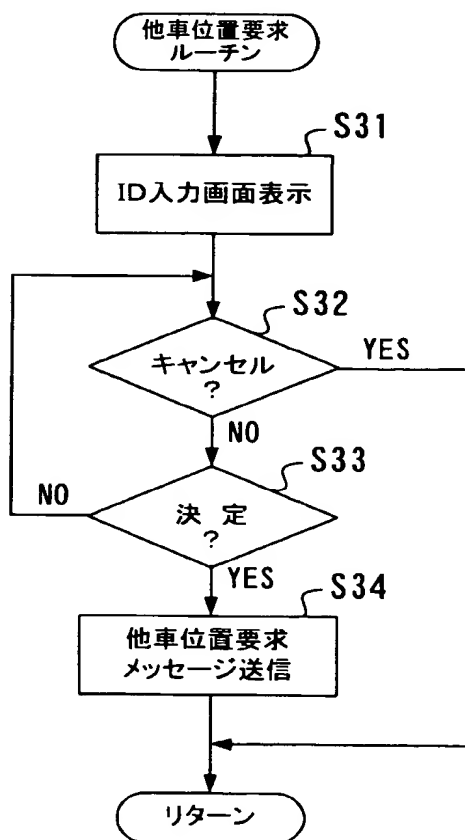 他車位置要求
ルーチン
S31
ID入力画面表示
S32
キャンセル
?
YES
NO
S33
決定
?
NO
YES
S34
他車位置要求
メッセージ送信
リターン